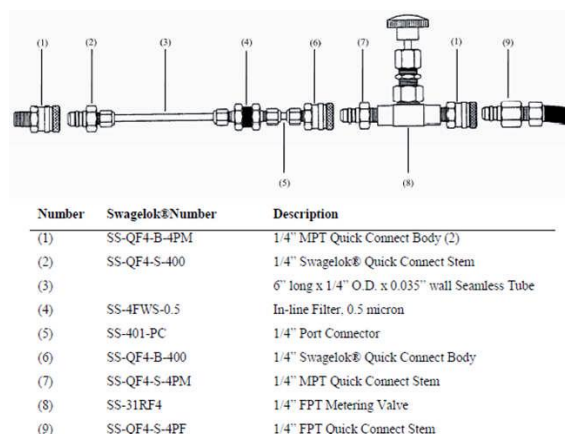 (1) (2) (3) (4) (6) (7) (1) (9)
(5) (8)
Number Swagelok®Number Description
(1) SS-QF4-B-4PM 1/4" MPT Quick Connect Body (2)
(2) SS-QF4-S-400 1/4" Swagelok® Quick Connect Stem
(3) 6" long x 1/4" O.D. x 0.035" wall Seamless Tube
(4) SS-4FWS-0.5 In-line Filter, 0.5 micron
(5) SS-401-PC 1/4" Port Connector
(6) SS-QF4-B-400 1/4" Swagelok® Quick Connect Body
(7) SS-QF4-S-4PM 1/4" MPT Quick Connect Stem
(8) SS-31RF4 1/4" FPT Metering Valve
(9) SS-QF4-S-4PF 1/4" FPT Quick Connect Stem